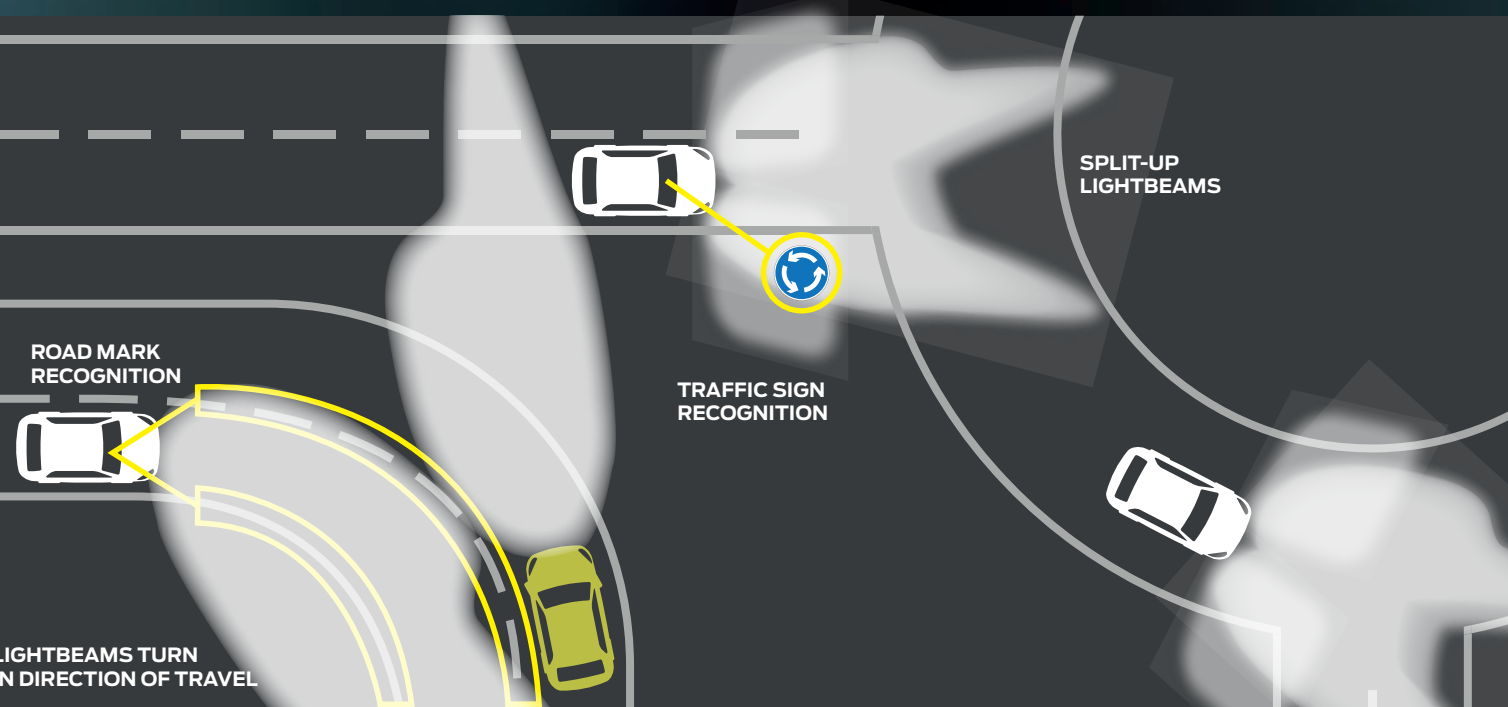 SPLIT-UP
LIGHTBEAMS
ROAD MARK
RECOGNITION
TRAFFIC SIGN
RECOGNITION
LIGHTBEAMS TURN
N DIRECTION OF TRAVEL